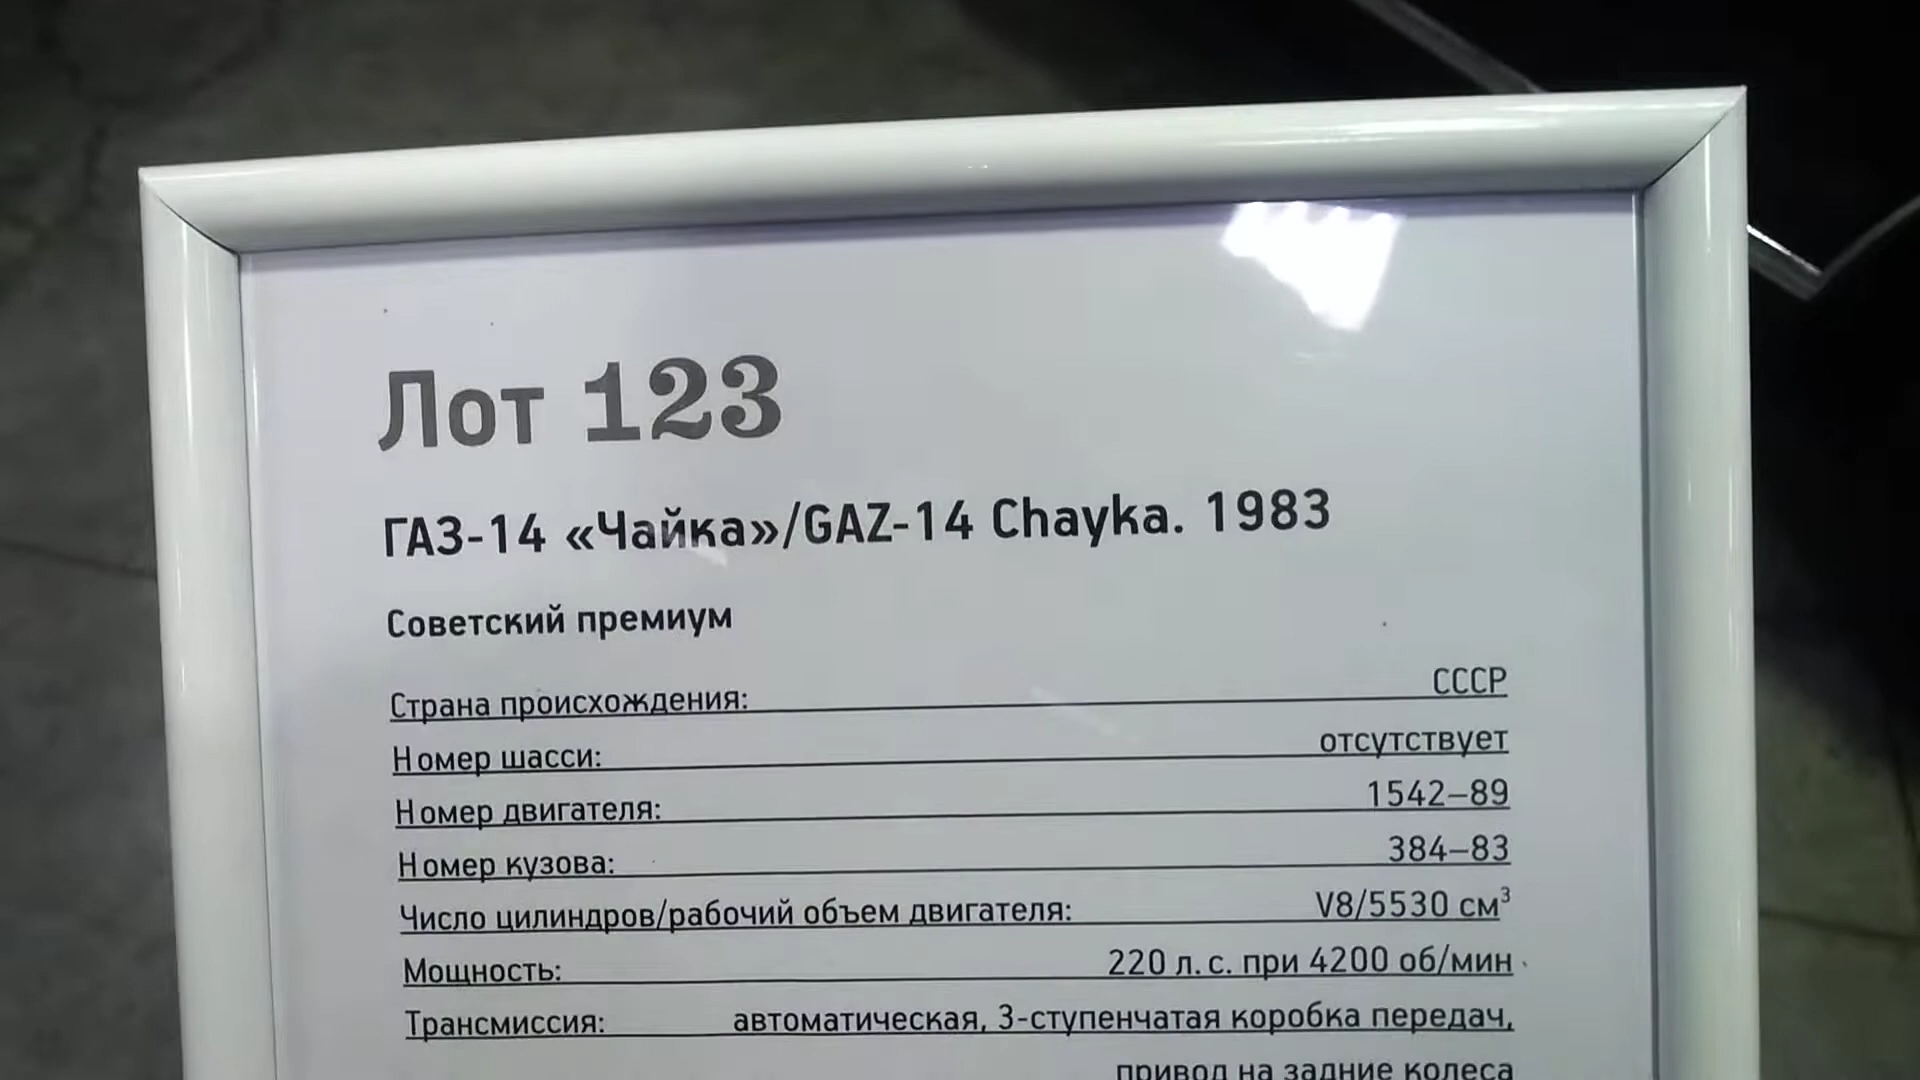 Лот 123
ГАЗ-14 «Чайка»/GAZ-14 Chayka. 1983
Советский премиум
Страна происхождения: СССР
Номер шасси: отсутствует
Номер двигателя: 1542–89
Номер кузова: 384–83
Число цилиндров/рабочий объем двигателя: V8/5530 см³
Мощность: 220 л. с. при 4200 об/мин
Трансмиссия: автоматическая, 3-ступенчатая коробка передач,
привод на задние колеса